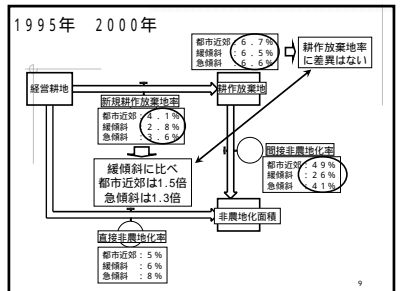 1995年　2000年
都市近郊：6.7%
緩傾斜　：6.5%
急傾斜　：6.6%
耕作放棄地率
に差異はない
経営耕地
耕作放棄地
新規耕作放棄地率
都市近郊：4.1%
緩傾斜　：2.8%
急傾斜　：3.6%
緩傾斜に比べ
都市近郊は1.5倍
急傾斜は1.3倍
間接非農地化率
都市近郊：49%
緩傾斜　：26%
急傾斜　：41%
非農地化面積
直接非農地化率
都市近郊：5%
緩傾斜　：6%
急傾斜　：8%
9